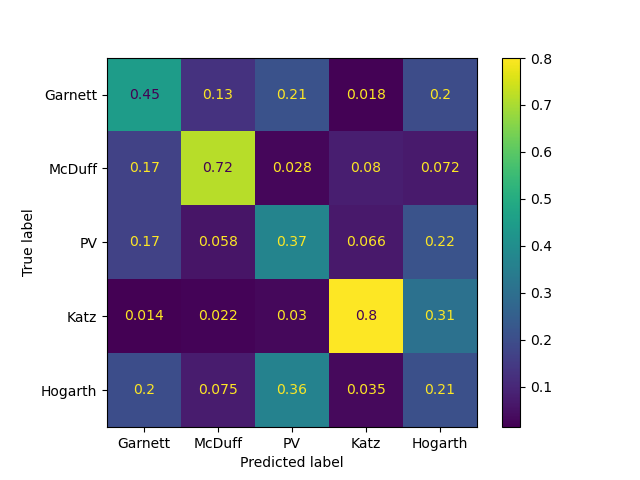 Garnett 0.45 0.13 0.21 0.018 0.2 0.8
0.7
McDuff 0.17 0.72 0.028 0.08 0.072
0.6
0.5
True label
PV 0.17 0.058 0.37 0.066 0.22
0.4
0.3
Katz 0.014 0.022 0.03 0.8 0.31
0.2
Hogarth 0.2 0.075 0.36 0.035 0.21
0.1
Garnett McDuff PV Katz Hogarth
Predicted label